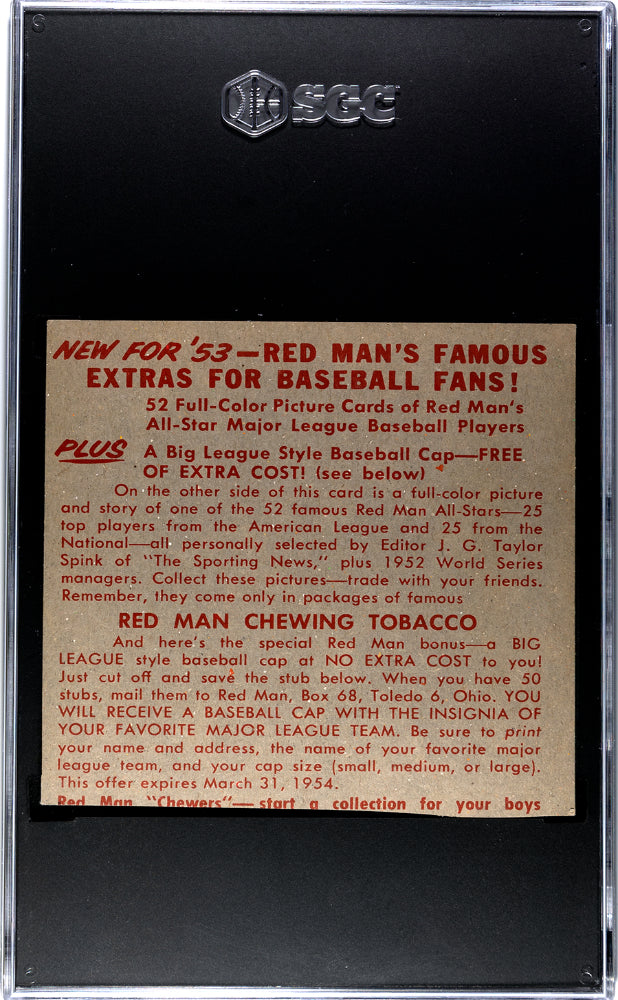 SGC
NEW FOR '53—RED MAN'S FAMOUS
EXTRAS FOR BASEBALL FANS!
52 Full-Color Picture Cards of Red Man's
All-Star Major League Baseball Players
PLUS A Big League Style Baseball Cap—FREE
OF EXTRA COST! (see below)
On the other side of this card is a full-color picture
and story of one of the 52 famous Red Man All-Stars—25
top players from the American League and 25 from the
National—all personally selected by Editor J. G. Taylor
Spink of "The Sporting News," plus 1952 World Series
managers. Collect these pictures—trade with your friends.
Remember, they come only in packages of famous
RED MAN CHEWING TOBACCO
And here's the special Red Man bonus—a BIG
LEAGUE style baseball cap at NO EXTRA COST to you!
Just cut off and save the stub below. When you have 50
stubs, mail them to Red Man, Box 68, Toledo 6, Ohio. YOU
WILL RECEIVE A BASEBALL CAP WITH THE INSIGNIA OF
YOUR FAVORITE MAJOR LEAGUE TEAM. Be sure to print
your name and address, the name of your favorite major
league team, and your cap size (small, medium, or large).
This offer expires March 31, 1954.
Red Man "Chewers"—start a collection for your boys